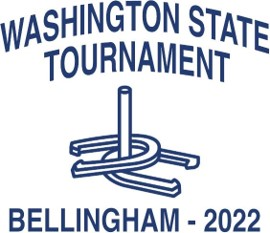 WASHINGTON STATE
TOURNAMENT
BELLINGHAM - 2022